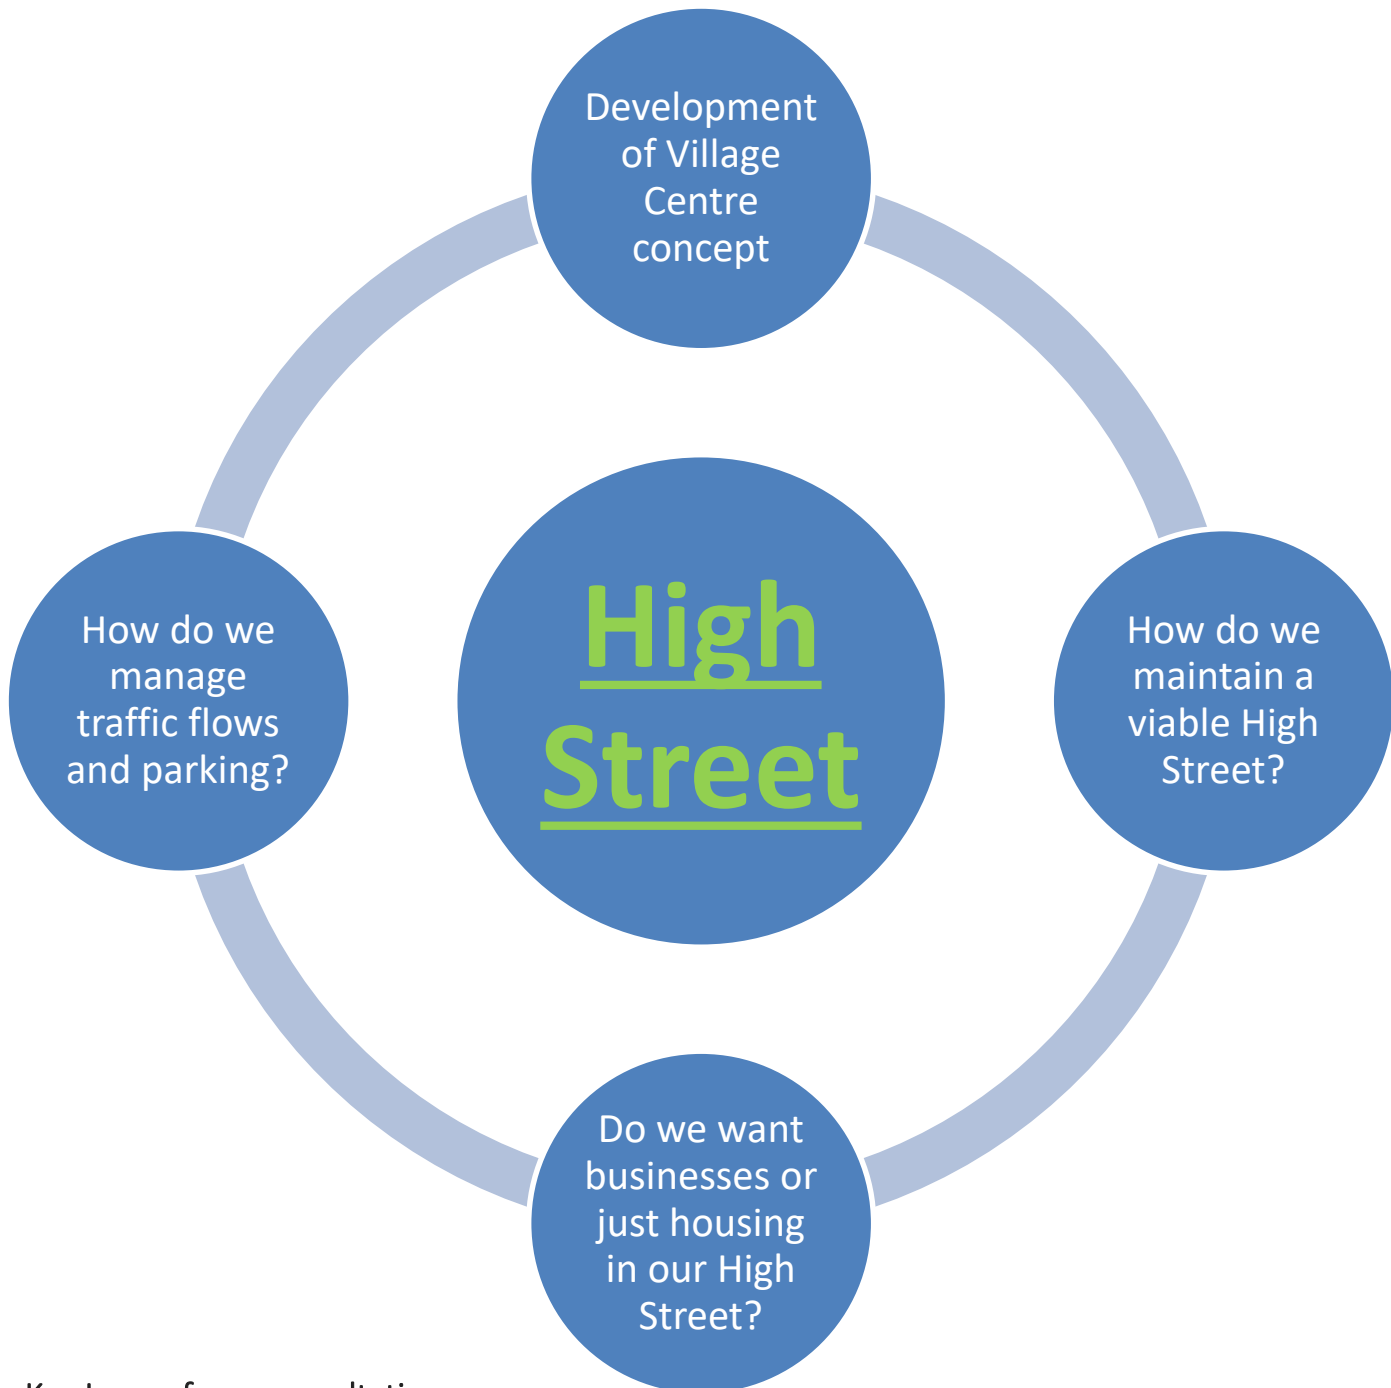 Development
of Village
Centre
concept
How do we
manage
traffic flows
and parking?
High
Street
How do we
maintain a
viable High
Street?
Do we want
businesses or
just housing
in our High
Street?